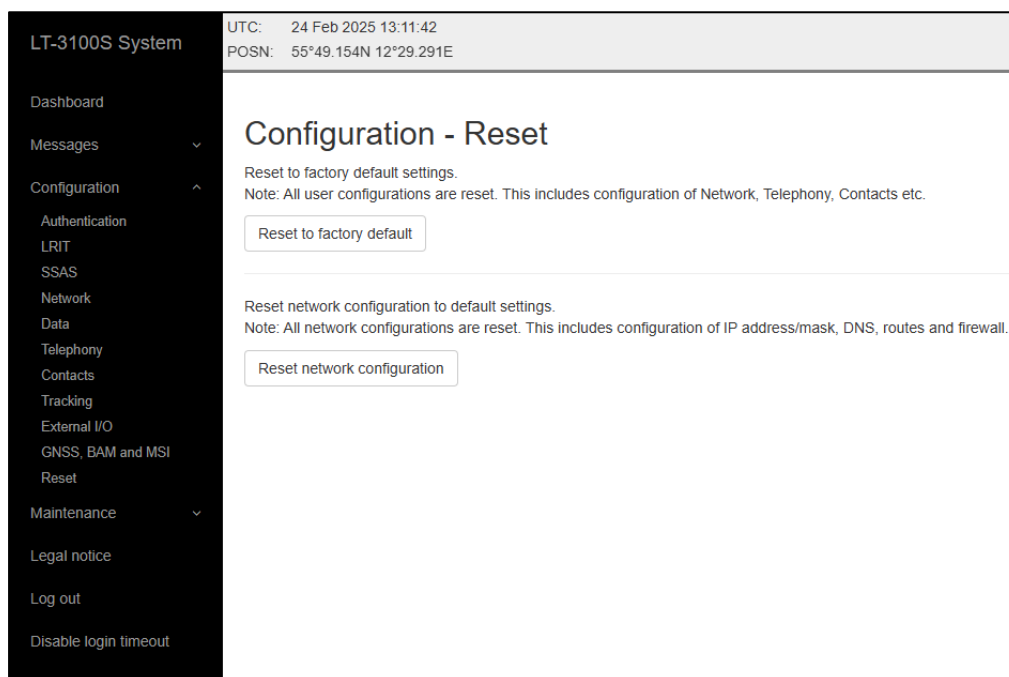 LT-3100S System
UTC: 24 Feb 2025 13:11:42
POSN: 55°49.154N 12°29.291E
Dashboard
Messages
Configuration
Authentication
LRIT
SSAS
Network
Data
Telephony
Contacts
Tracking
External I/O
GNSS, BAM and MSI
Reset
Maintenance
Legal notice
Log out
Disable login timeout
Configuration - Reset
Reset to factory default settings.
Note: All user configurations are reset. This includes configuration of Network, Telephony, Contacts etc.
Reset to factory default
Reset network configuration to default settings.
Note: All network configurations are reset. This includes configuration of IP address/mask, DNS, routes and firewall.
Reset network configuration